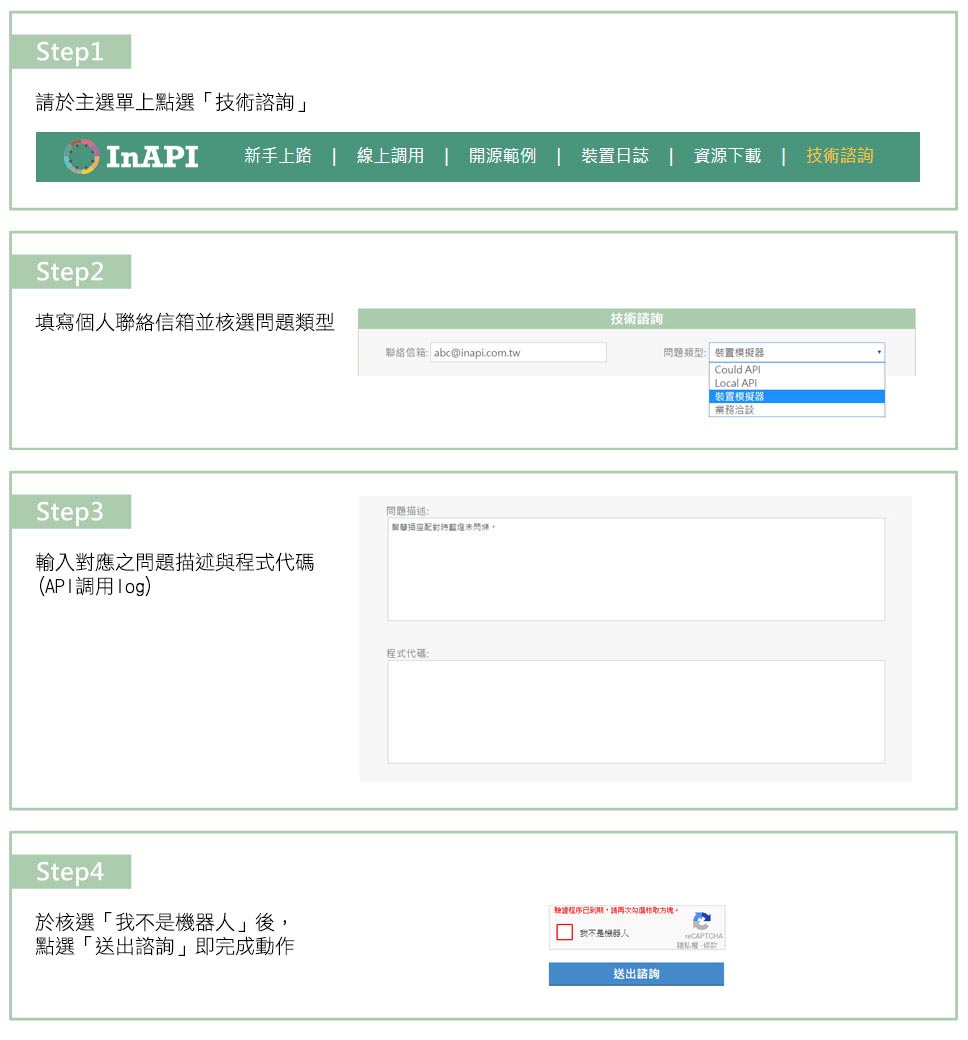 Step1
請於主選單上點選「技術諮詢」
InAPI 新手上路 | 線上調用 | 開源範例 | 裝置日誌 | 資源下載 | 技術諮詢
Step2
填寫個人聯絡信箱並核選問題類型
技術諮詢
聯絡信箱: abc@inapi.com.tw 問題類型: 裝置模擬器
Could API
Local API
裝置模擬器
業務洽談
Step3
輸入對應之問題描述與程式代碼
(API調用log)
問題描述:
智慧插座配對時藍燈未閃爍。
程式代碼:
Step4
於核選「我不是機器人」後，
點選「送出諮詢」即完成動作
驗證程序已到期，請再次勾選核取方塊。
我不是機器人
reCAPTCHA
隱私權 - 條款
送出諮詢